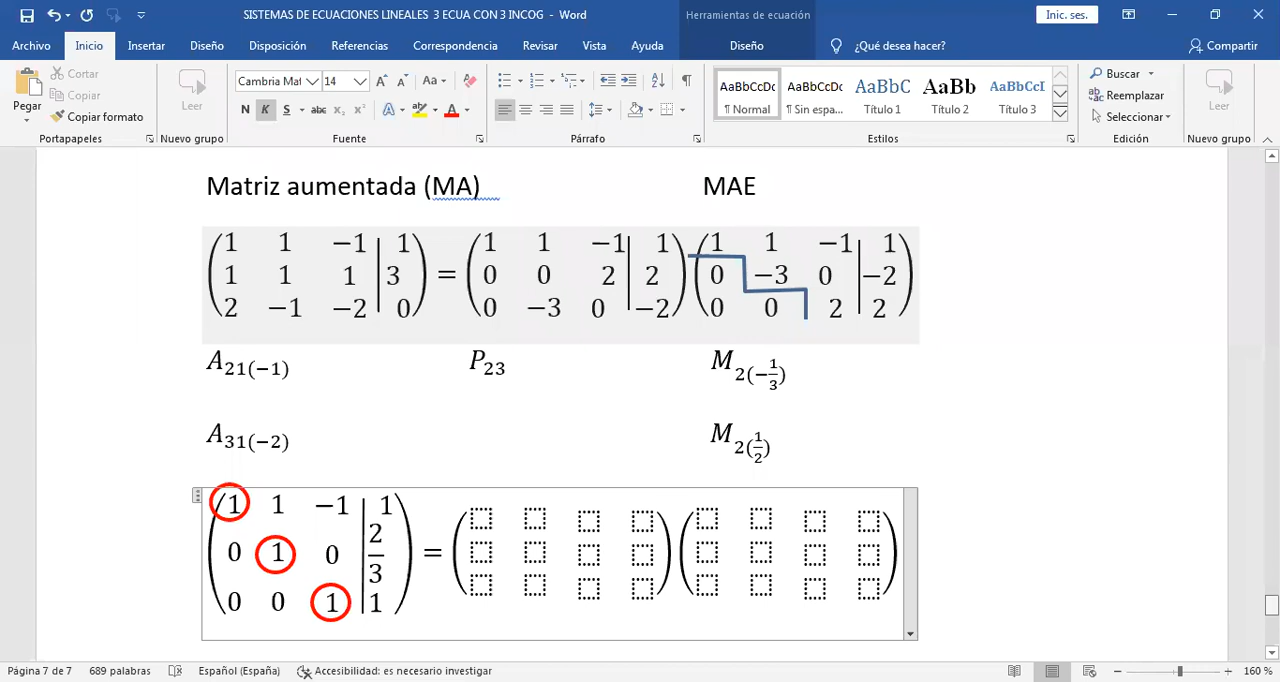 SISTEMAS DE ECUACIONES LINEALES 3 ECUA CON 3 INCOG - Word
Herramientas de ecuación
Inic. ses.
Archivo Inicio Insertar Diseño Disposición Referencias Correspondencia Revisar Vista Ayuda Diseño ¿Qué desea hacer? Compartir
Pegar
Cortar
Copiar
Copiar formato
Leer
Cambria Mat 14
A A Aa
N K S abc x₂ x² A A
AaBbCcDc AaBbCcDc AaBbC AaBb AaBbCcI
¶ Normal ¶ Sin espa... Título 1 Título 2 Título 3
Buscar
Reemplazar
Seleccionar
Leer
Portapapeles Nuevo grupo Fuente Párrafo Estilos Edición Nuevo grupo
Matriz aumentada (MA) MAE
1 1 −1 | 1 1 1 −1 | 1 1 1 −1 | 1
1 1 1 | 3 = 0 0 2 | 2 0 −3 0 | −2
2 −1 −2 | 0 0 −3 0 | −2 0 0 2 | 2
A21(−1) P23 M2(−1/3)
A31(−2) M2(1/2)
1 1 −1 | 1
0 1 0 | 2/3 =
0 0 1 | 1
Página 7 de 7 689 palabras Español (España) Accesibilidad: es necesario investigar 160 %